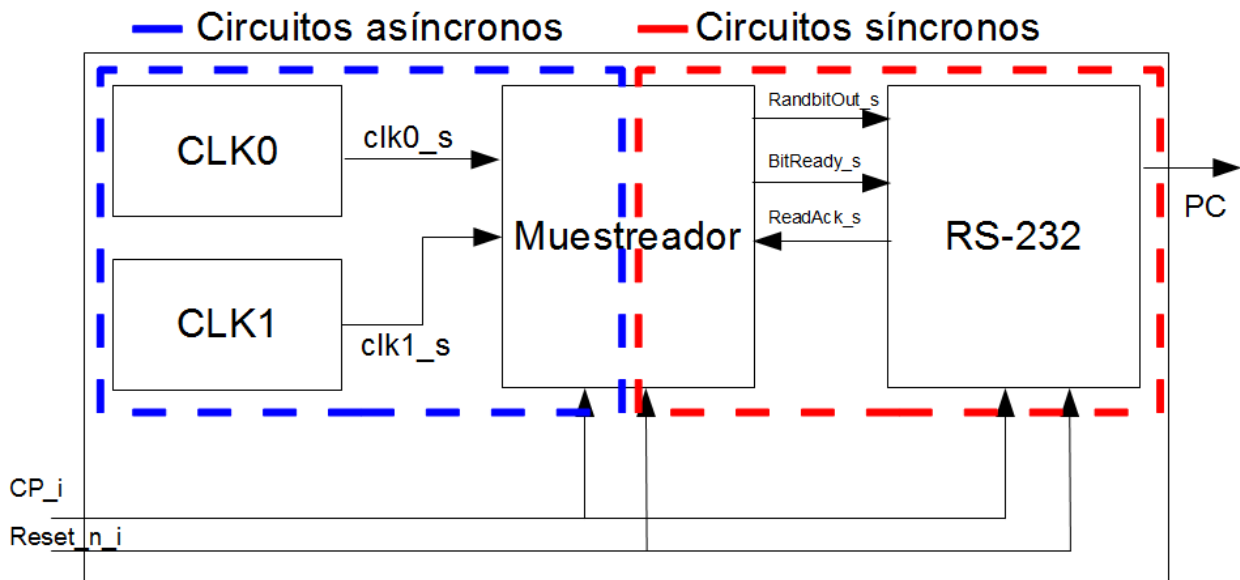 Circuitos asíncronos
Circuitos síncronos
CLK0
clk0_s
CLK1
clk1_s
Muestreador
RandbitOut_s
BitReady_s
ReadAck_s
RS-232
PC
CP_i
Reset_n_i